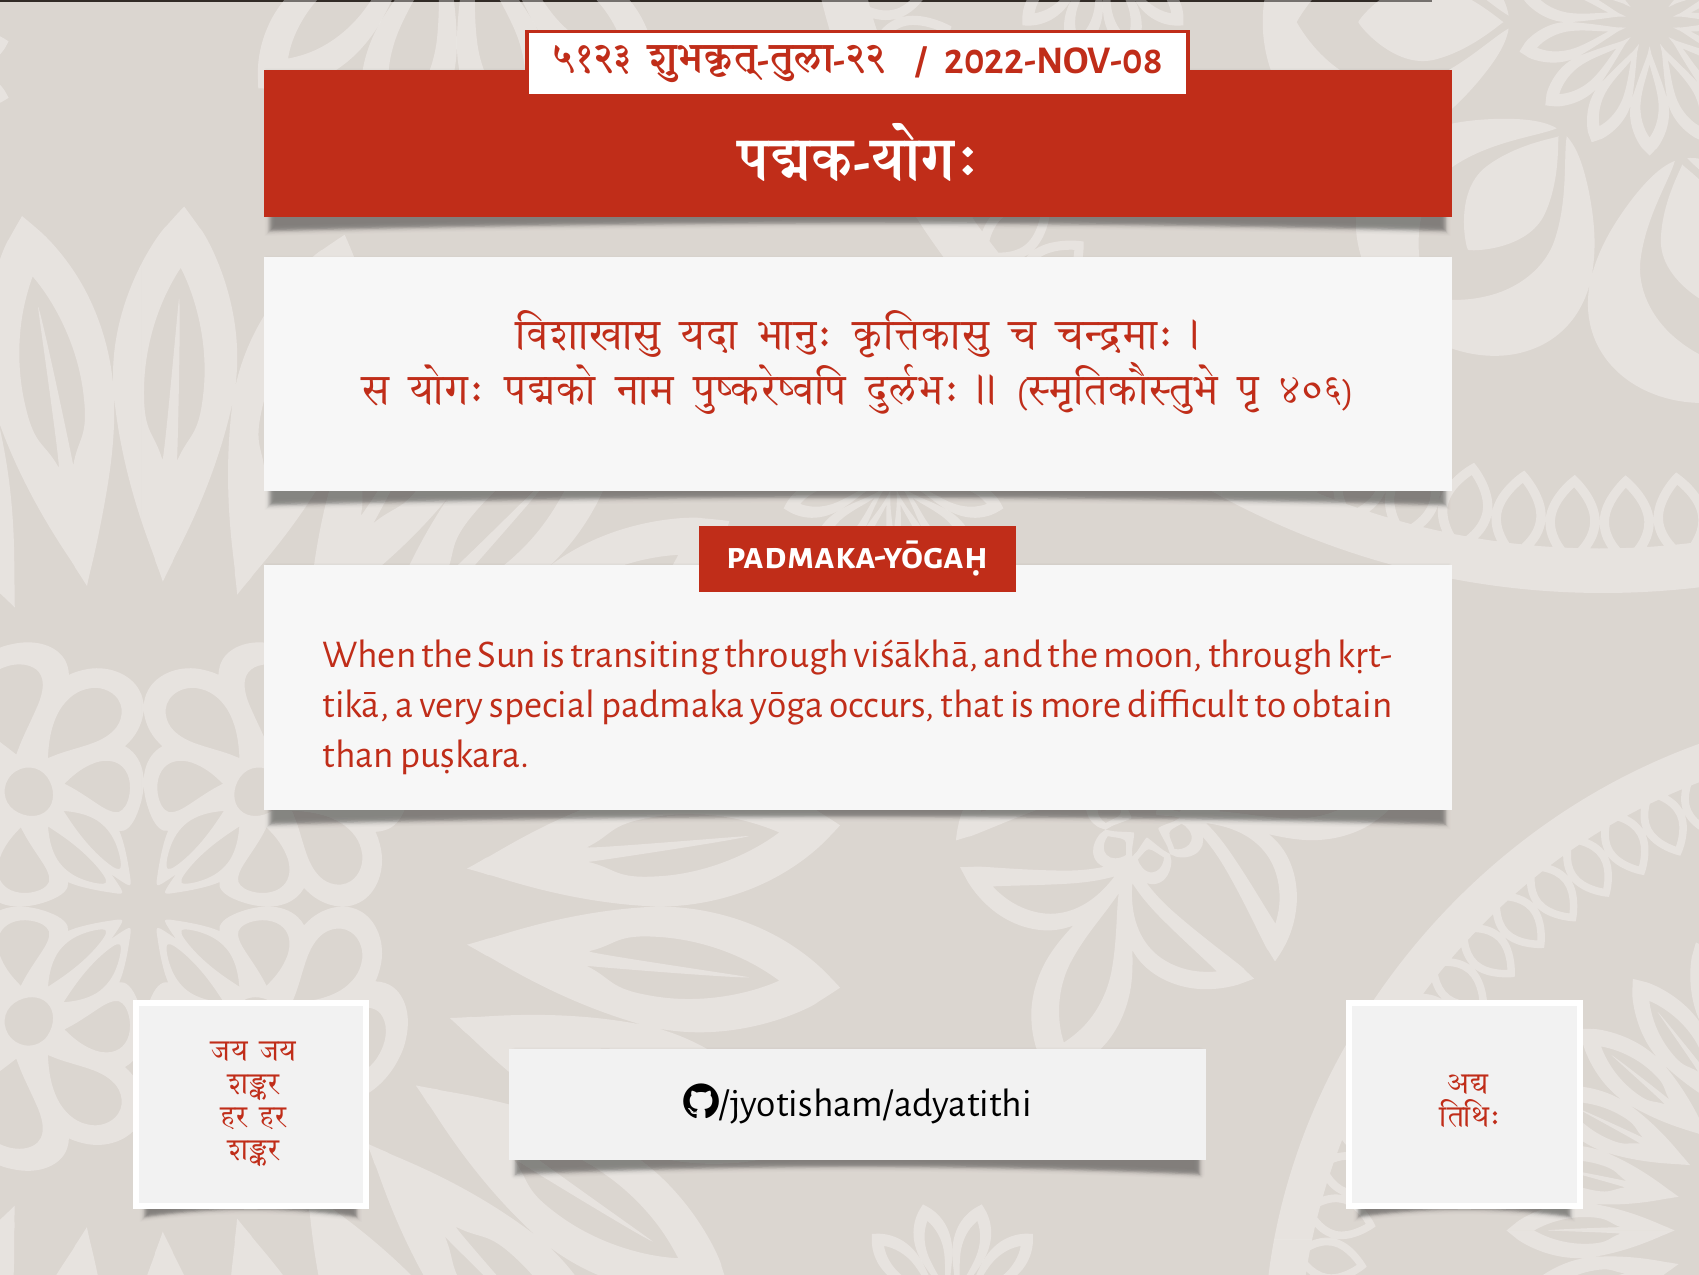 ५१२३ शुभकृत्-तुला-२२ / 2022-NOV-08
पद्मक-योगः
विशाखासु यदा भानुः कृत्तिकासु च चन्द्रमाः।
स योगः पद्मको नाम पुष्करेष्वपि दुर्लभः॥ (स्मृतिकौस्तुभे पृ ४०६)
PADMAKA-YŌGAḤ
When the Sun is transiting through viśākhā, and the moon, through kṛt-
tikā, a very special padmaka yōga occurs, that is more difficult to obtain
than puṣkara.
जय जय
शङ्कर
हर हर
शङ्कर
/jyotisham/adyatithi
अद्य
तिथिः